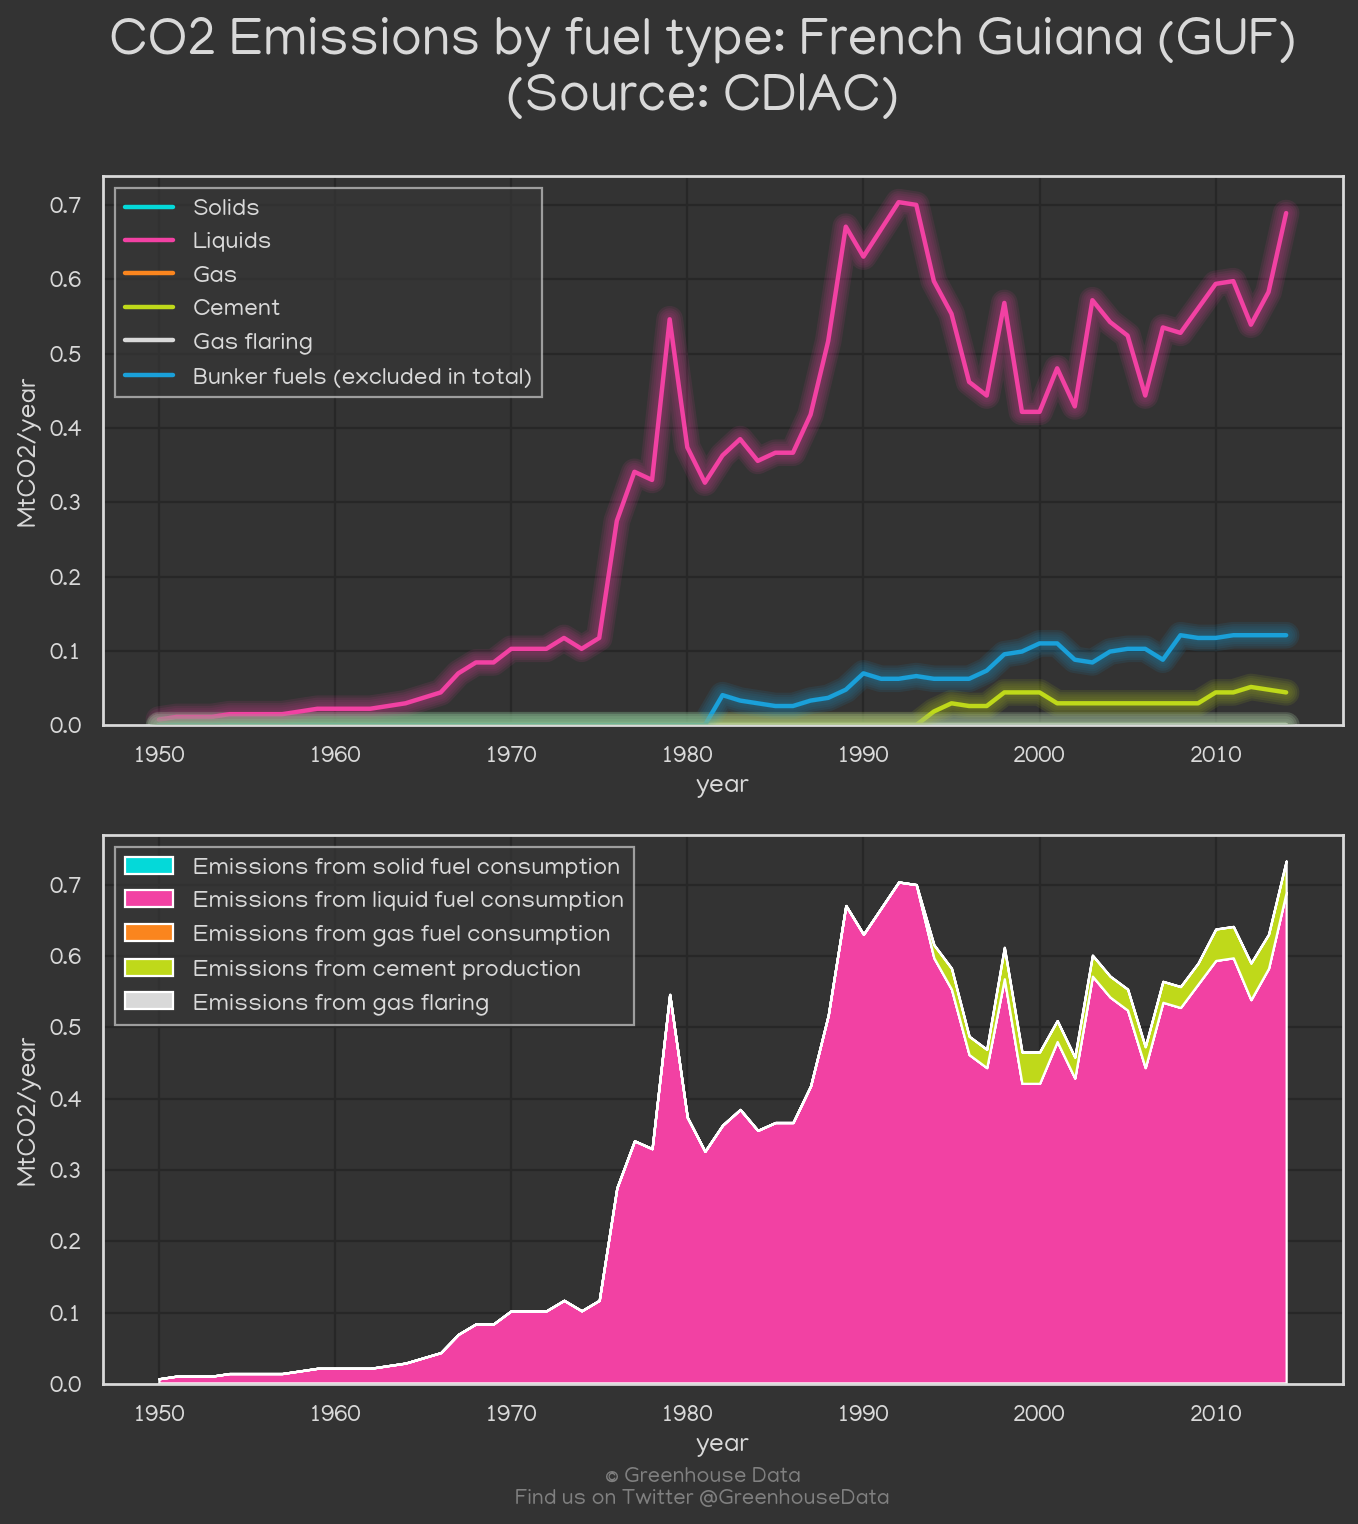 CO2 Emissions by fuel type: French Guiana (GUF)
(Source: CDIAC)
Solids
Liquids
Gas
Cement
Gas flaring
Bunker fuels (excluded in total)
MtCO2/year
0.7
0.6
0.5
0.4
0.3
0.2
0.1
0.0
1950 1960 1970 1980 1990 2000 2010
year
Emissions from solid fuel consumption
Emissions from liquid fuel consumption
Emissions from gas fuel consumption
Emissions from cement production
Emissions from gas flaring
MtCO2/year
0.7
0.6
0.5
0.4
0.3
0.2
0.1
0.0
1950 1960 1970 1980 1990 2000 2010
year
© Greenhouse Data
Find us on Twitter @GreenhouseData